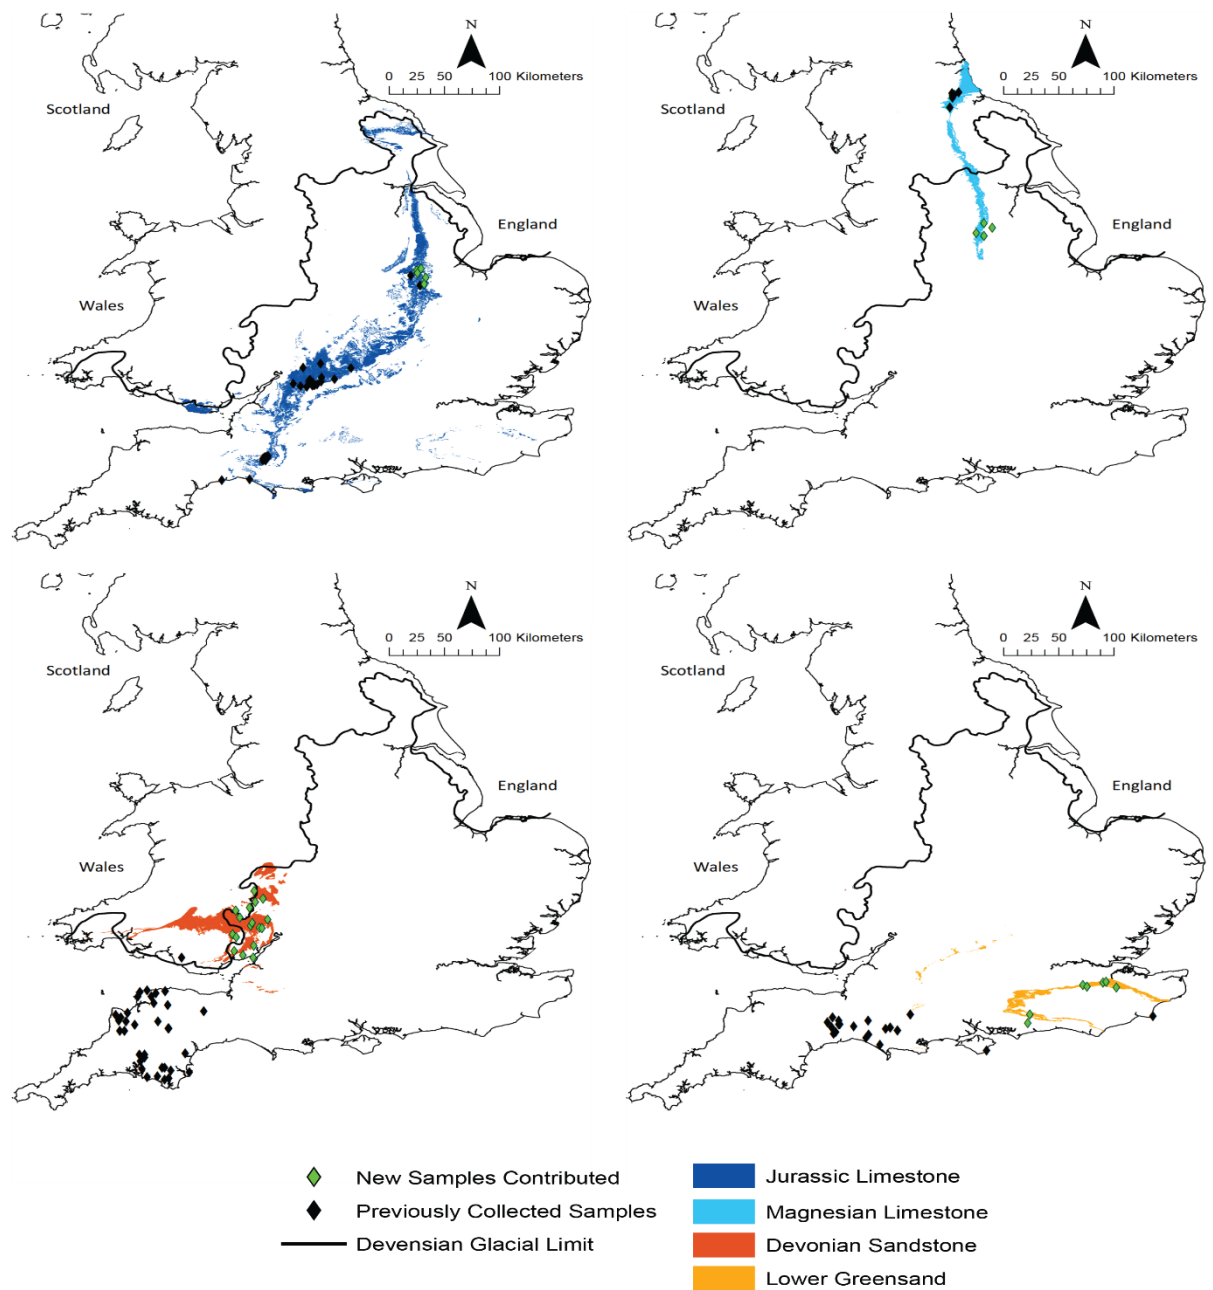 N
0 25 50 100 Kilometers
Scotland
England
Wales
N
0 25 50 100 Kilometers
Scotland
England
Wales
N
0 25 50 100 Kilometers
Scotland
England
Wales
N
0 25 50 100 Kilometers
Scotland
England
Wales
New Samples Contributed
Previously Collected Samples
Devensian Glacial Limit
Jurassic Limestone
Magnesian Limestone
Devonian Sandstone
Lower Greensand